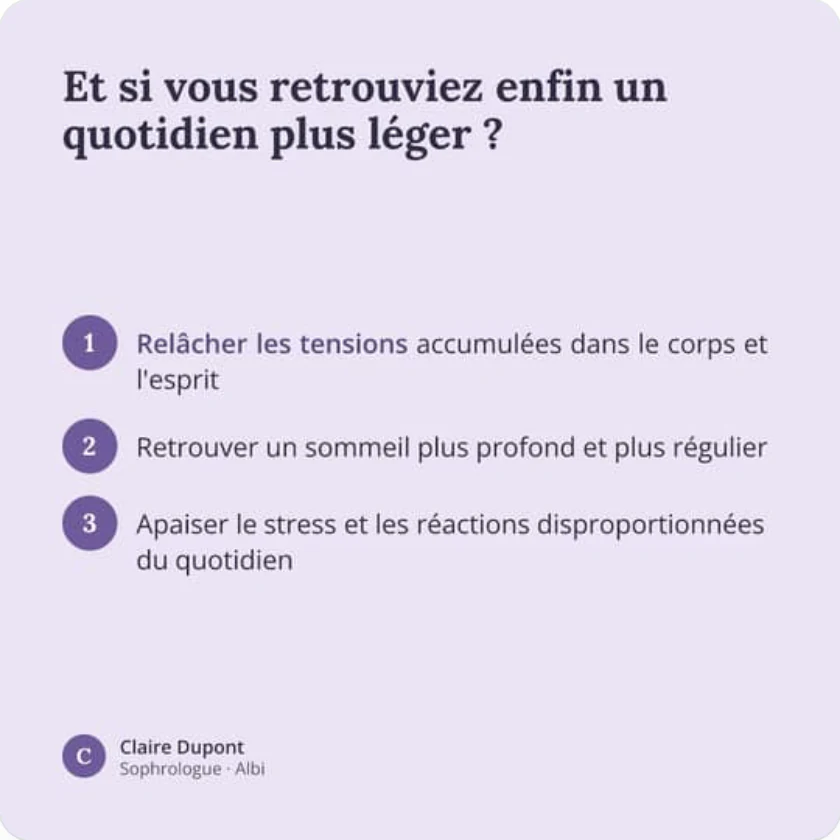 Et si vous retrouviez enfin un
quotidien plus léger ?
1
Relâcher les tensions accumulées dans le corps et
l'esprit
2
Retrouver un sommeil plus profond et plus régulier
3
Apaiser le stress et les réactions disproportionnées
du quotidien
C
Claire Dupont
Sophrologue · Albi